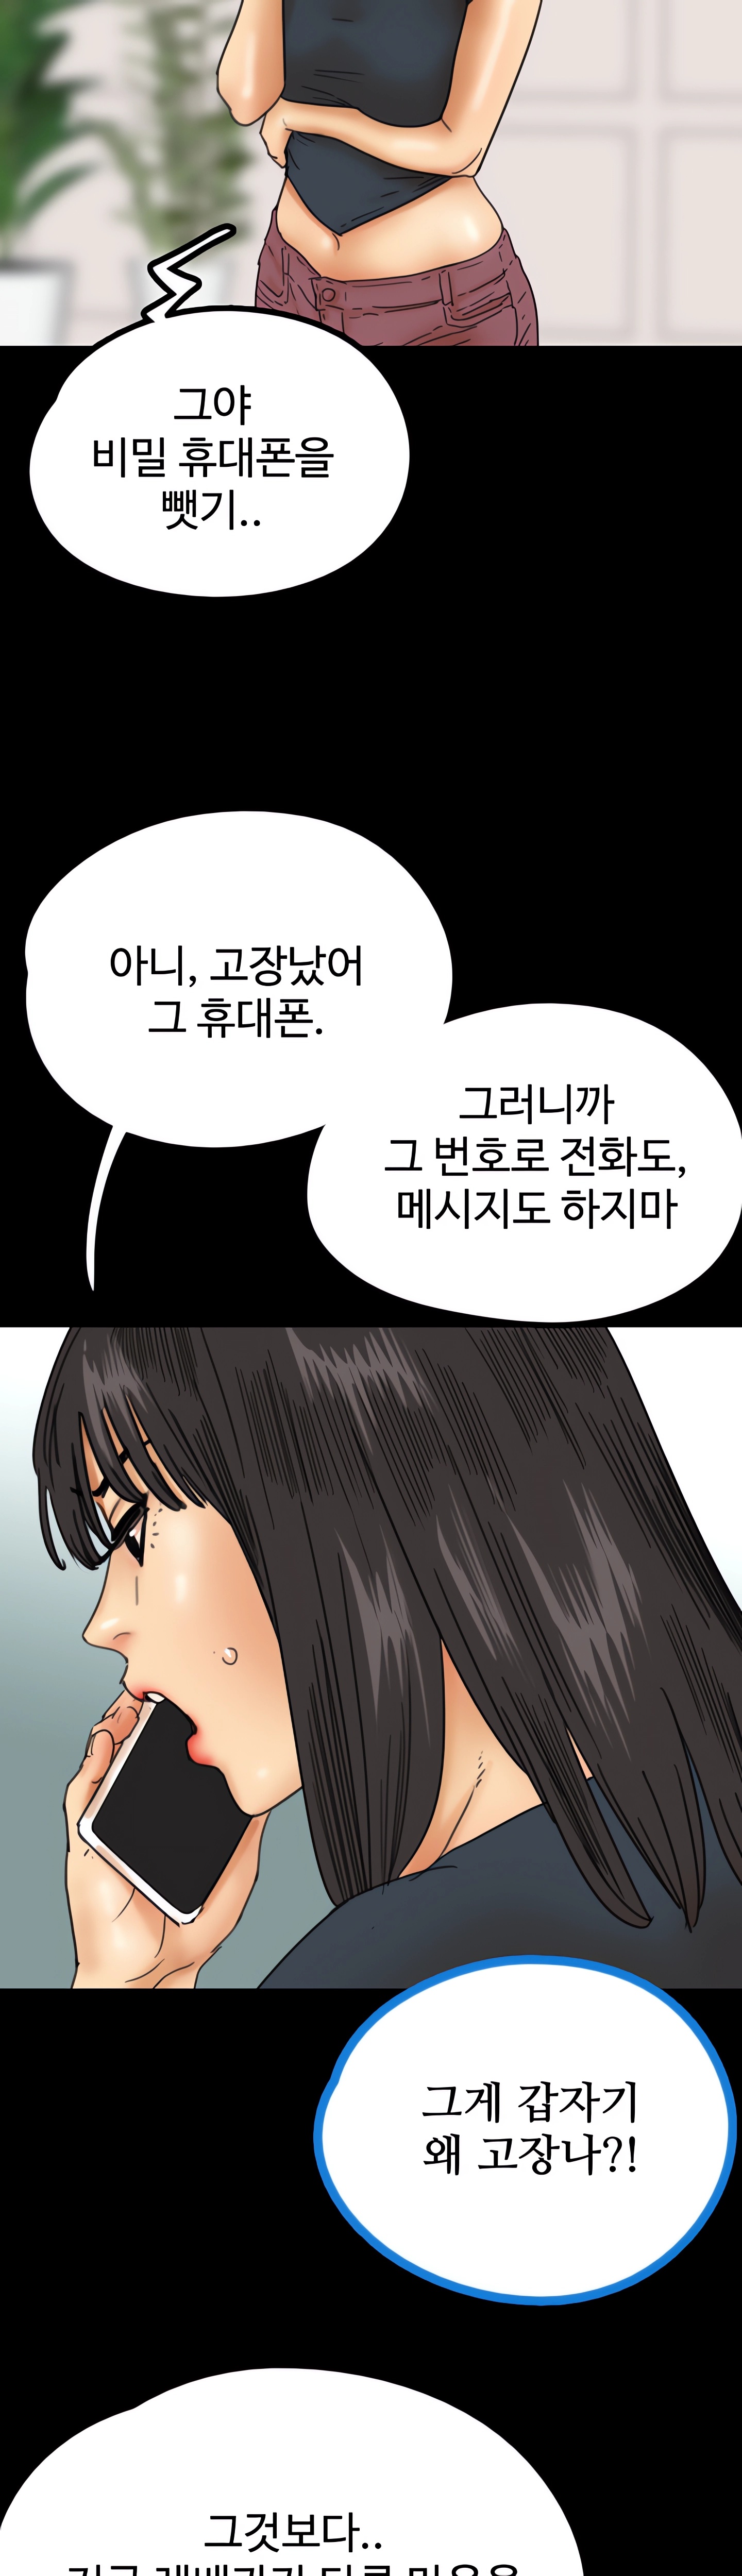 그야
비밀 휴대폰을
뺏기..
아니, 고장났어
그 휴대폰.
그러니까
그 번호로 전화도,
메시지도 하지마
그게 갑자기
왜 고장나?!
그것보다..